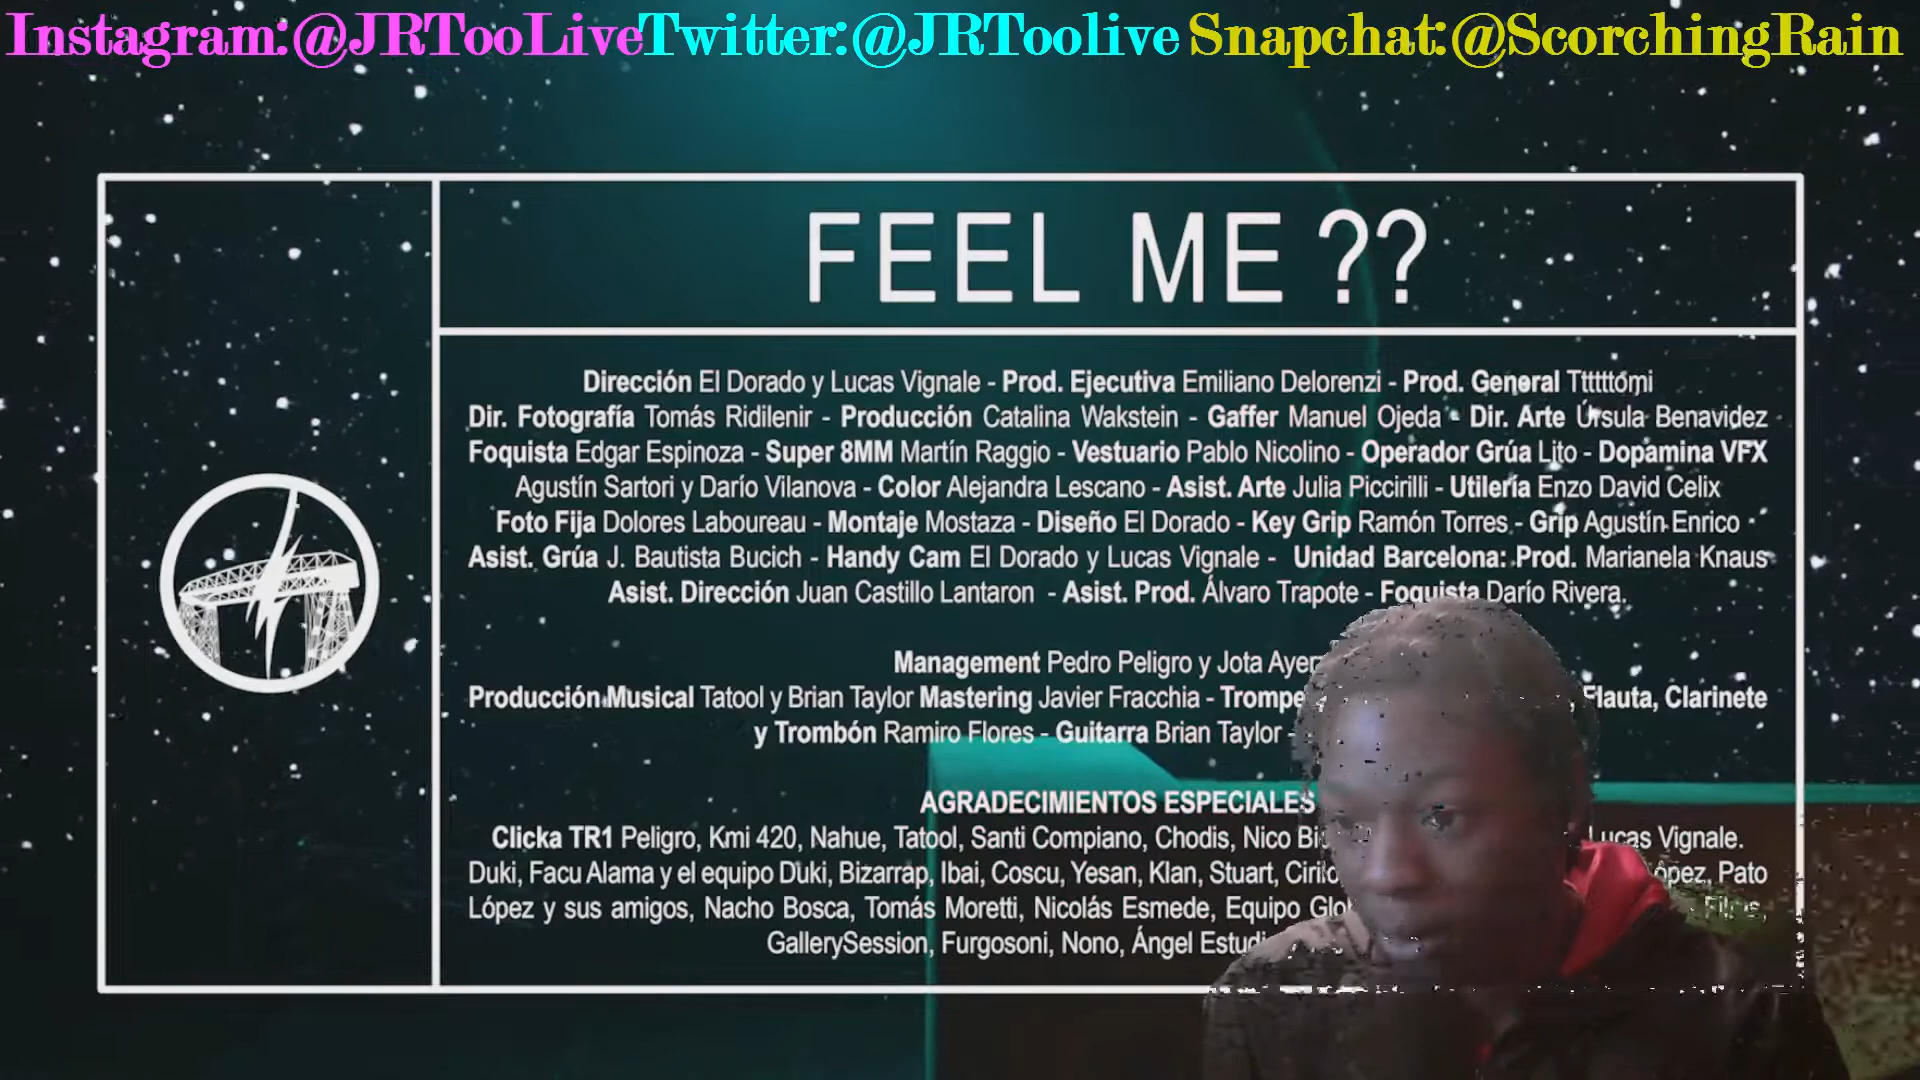 Instagram:@JRTooLive Twitter:@JRToolive Snapchat:@ScorchingRain
FEEL ME ??
Dirección El Dorado y Lucas Vignale - Prod. Ejecutiva Emiliano Delorenzi - Prod. General Ttttttomi
Dir. Fotografía Tomás Ridilenir - Producción Catalina Wakstein - Gaffer Manuel Ojeda - Dir. Arte Úrsula Benavidez
Foquista Edgar Espinoza - Super 8MM Martín Raggio - Vestuario Pablo Nicolino - Operador Grúa Lito - Dopamina VFX
Agustín Sartori y Darío Vilanova - Color Alejandra Lescano - Asist. Arte Julia Piccirilli - Utilería Enzo David Celix
Foto Fija Dolores Laboureau - Montaje Mostaza - Diseño El Dorado - Key Grip Ramón Torres - Grip Agustín Enrico
Asist. Grúa J. Bautista Bucich - Handy Cam El Dorado y Lucas Vignale - Unidad Barcelona: Prod. Marianela Knaus
Asist. Dirección Juan Castillo Lantaron - Asist. Prod. Álvaro Trapote - Foquista Darío Rivera.
Management Pedro Peligro y Jota
Producción Musical Tatool y Brian Taylor Mastering Javier Fracchia - Flauta, Clarinete
y Trombón Ramiro Flores - Guitarra Brian Taylor -
AGRADECIMIENTOS ESPECIALES
Clicka TR1 Peligro, Kmi 420, Nahue, Tatool, Santi Compiano, Chodis, Nico Lucas Vignale.
Duki, Facu Alama y el equipo Duki, Bizarrap, Ibai, Coscu, Yesan, Klan, Stuart, López, Pato
López y sus amigos, Nacho Bosca, Tomás Moretti, Nicolás Esmede, Equipo Films,
GallerySession, Furgosoni, Nono, Ángel